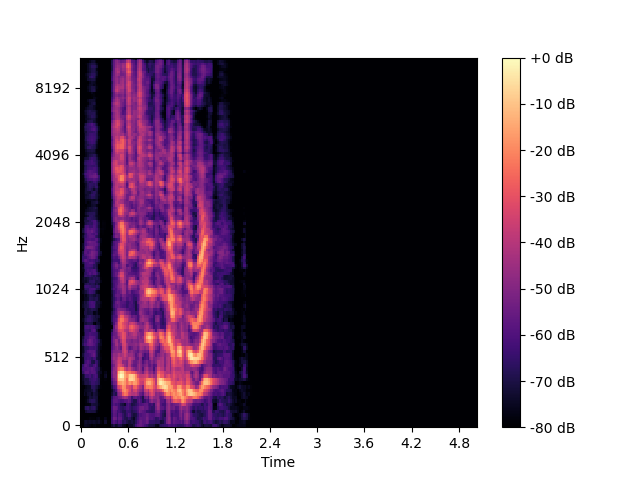 +0 dB
8192
-10 dB
4096
-20 dB
-30 dB
2048
Hz
-40 dB
1024
-50 dB
512
-60 dB
-70 dB
0
-80 dB
0 0.6 1.2 1.8 2.4 3 3.6 4.2 4.8
Time